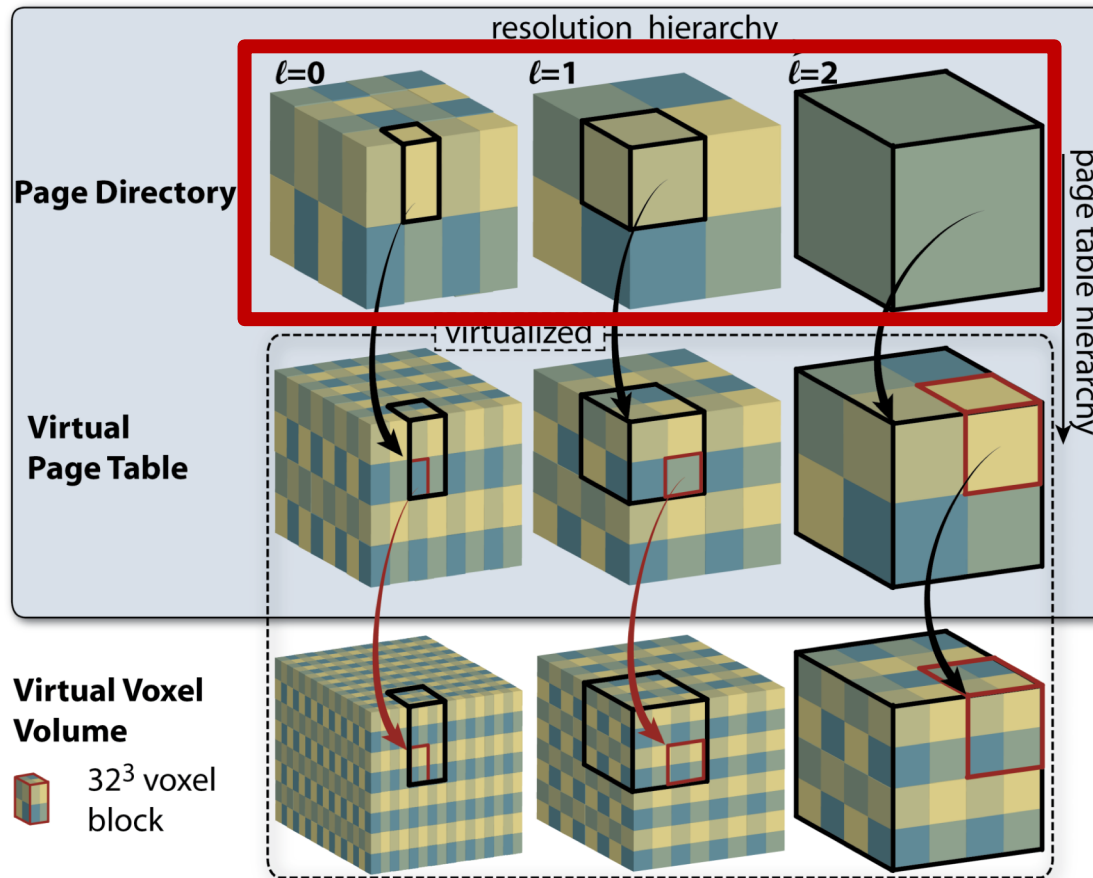 resolution hierarchy
ℓ=0
ℓ=1
ℓ=2
Page Directory
page table hierarchy
virtualized
Virtual
Page Table
Virtual Voxel
Volume
32³ voxel
block